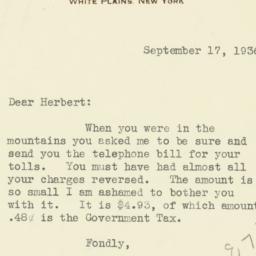 WHITE PLAINS, NEW YORK
September 17, 1936
Dear Herbert:
When you were in the
mountains you asked me to be sure and
send you the telephone bill for your
tolls. You must have had almost all
your charges reversed. The amount is
so small I am ashamed to bother you
with it. It is $4.93, of which amount
.48¢ is the Government Tax.
Fondly,